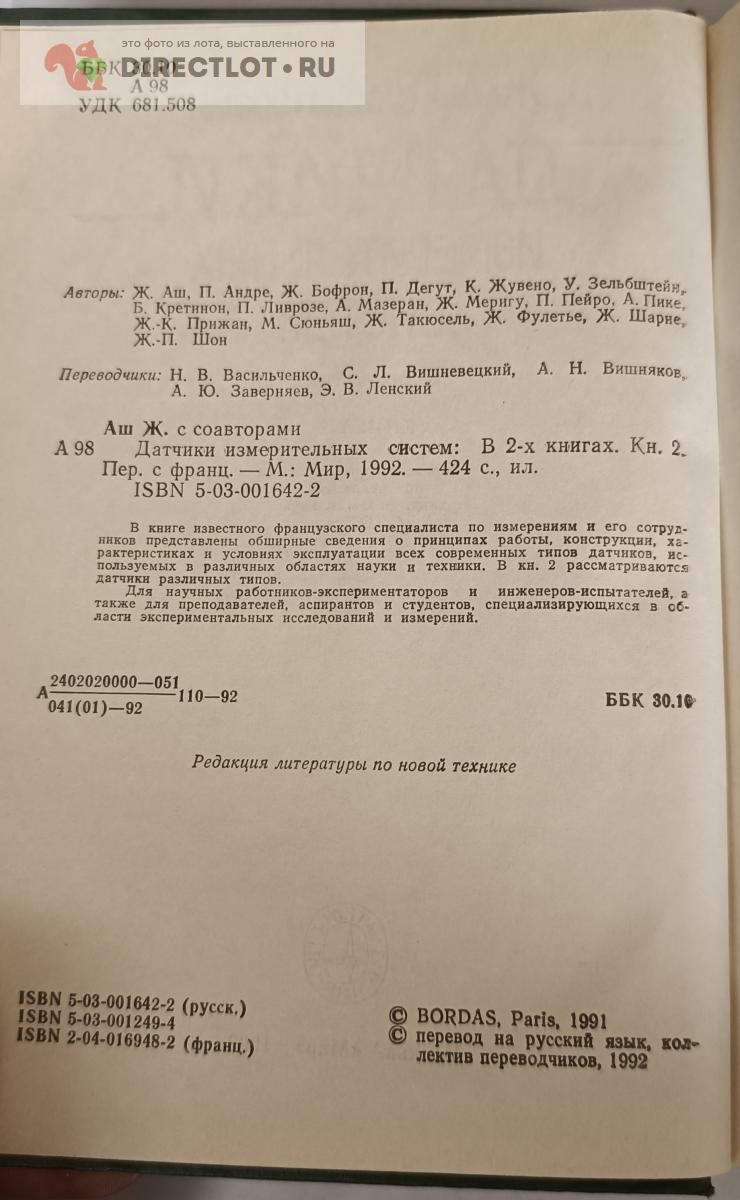 это фото из лота, выставленного на
DIRECTLOT.RU
ББК 30.10
А 98
УДК 681.508
Авторы: Ж. Аш, П. Андре, Ж. Бофрон, П. Дегут, К. Жувено, У. Зельбштейн,
Б. Кретинон, П. Ливрозе, А. Мазеран, Ж. Меригу, П. Пейро, А. Пике,
Ж.-К. Прижан, М. Сюньяш, Ж. Такюсель, Ж. Фулетье, Ж. Шарие,
Ж.-П. Шон
Переводчики: Н. В. Васильченко, С. Л. Вишневецкий, А. Н. Вишняков,
А. Ю. Заверняев, Э. В. Ленский
Аш Ж. с соавторами
А 98 Датчики измерительных систем: В 2-х книгах. Кн. 2.
Пер. с франц. — М.: Мир, 1992. — 424 с., ил.
ISBN 5-03-001642-2
В книге известного французского специалиста по измерениям и его сотруд-
ников представлены обширные сведения о принципах работы, конструкции, ха-
рактеристиках и условиях эксплуатации всех современных типов датчиков, ис-
пользуемых в различных областях науки и техники. В кн. 2 рассматриваются
датчики различных типов.
Для научных работников-экспериментаторов и инженеров-испытателей, а
также для преподавателей, аспирантов и студентов, специализирующихся в об-
ласти экспериментальных исследований и измерений.
А 2402020000—051
041(01)—92 110—92
ББК 30.10
Редакция литературы по новой технике
ISBN 5-03-001642-2 (русск.)
ISBN 5-03-001249-4
ISBN 2-04-016948-2 (франц.)
© BORDAS, Paris, 1991
© перевод на русский язык, кол-
лектив переводчиков, 1992